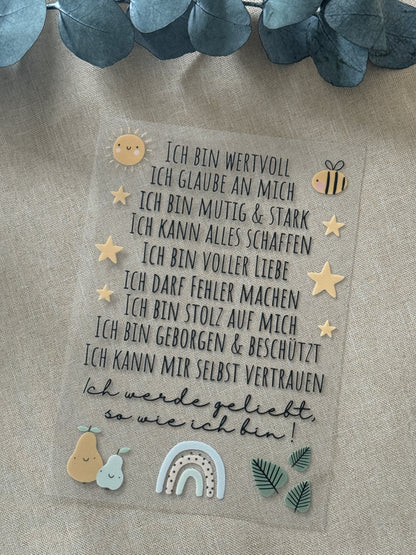 Ich bin wertvoll
ich glaube an mich
ich bin mutig & stark
Ich kann alles schaffen
Ich bin voller Liebe
ich darf Fehler machen
Ich bin stolz auf mich
Ich bin geborgen & beschützt
Ich kann mir selbst vertrauen
Ich werde geliebt,
so wie ich bin!